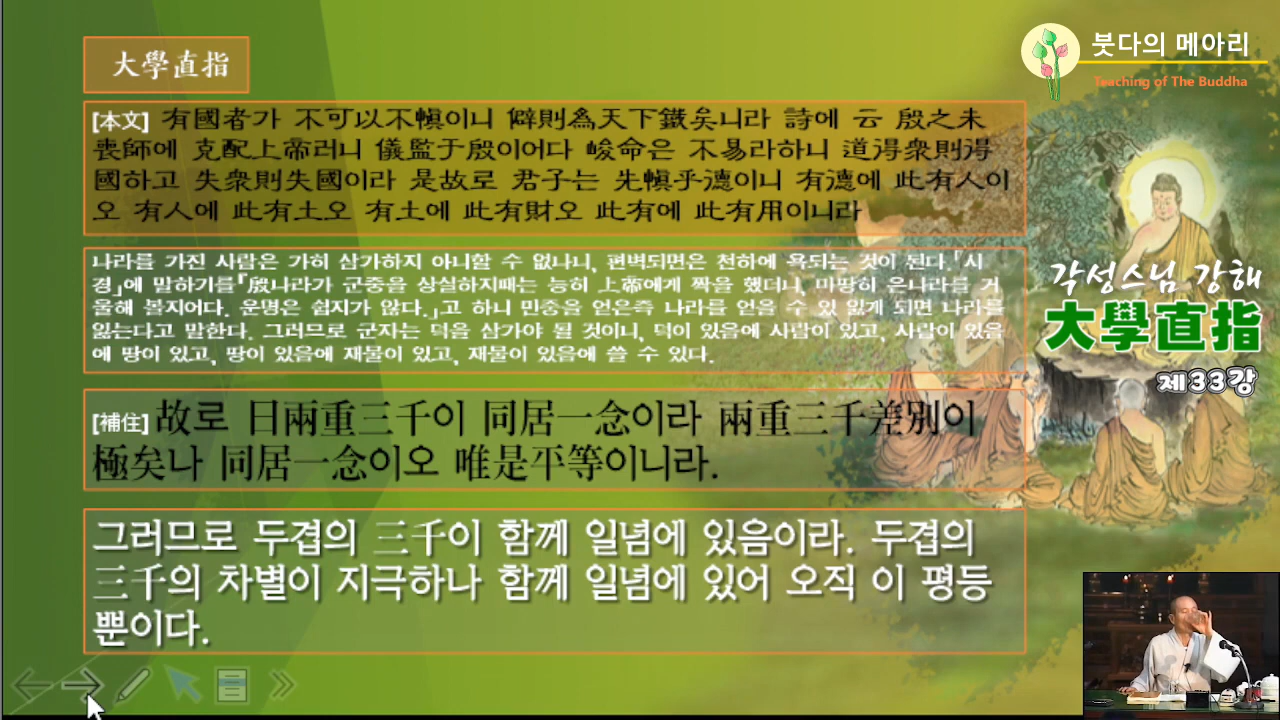 大學直指
[本文] 有國者가 不可以不愼이니 僻則為天下戮矣니라 詩에 云 殷之未
喪師에 克配上帝러니 儀監于殷이어다 峻命은 不易라하니 道得衆則得
國하고 失衆則失國이라 是故로 君子는 先愼乎德이니 有德에 此有人이
오 有人에 此有土오 有土에 此有財오 此有에 此有用이니라
나라를 가진 사람은 가히 삼가하지 아니할 수 없나니, 편벽되면은 천하에 욕되는 것이 된다.「시
경」에 말하기를「殷나라가 군중을 상실하지때는 능히 上帝에게 짝을 했더니, 마땅히 은나라를 거
울해 볼지어다. 운명은 쉽지가 않다.」고 하니 민중을 얻은즉 나라를 얻을 수 있 잃게 되면 나라를
잃는다고 말한다. 그러므로 군자는 덕을 삼가야 될 것이니, 덕이 있음에 사람이 있고, 사람이 있음
에 땅이 있고, 땅이 있음에 재물이 있고, 재물이 있음에 쓸 수 있다.
[補住] 故로 日兩重三千이 同居一念이라 兩重三千差別이
極矣나 同居一念이오 唯是平等이니라.
그러므로 두겹의 三千이 함께 일념에 있음이라. 두겹의
三千의 차별이 지극하나 함께 일념에 있어 오직 이 평등
뿐이다.
붓다의 메아리
Teaching of The Buddha
각성스님 강해
大學直指
제33강